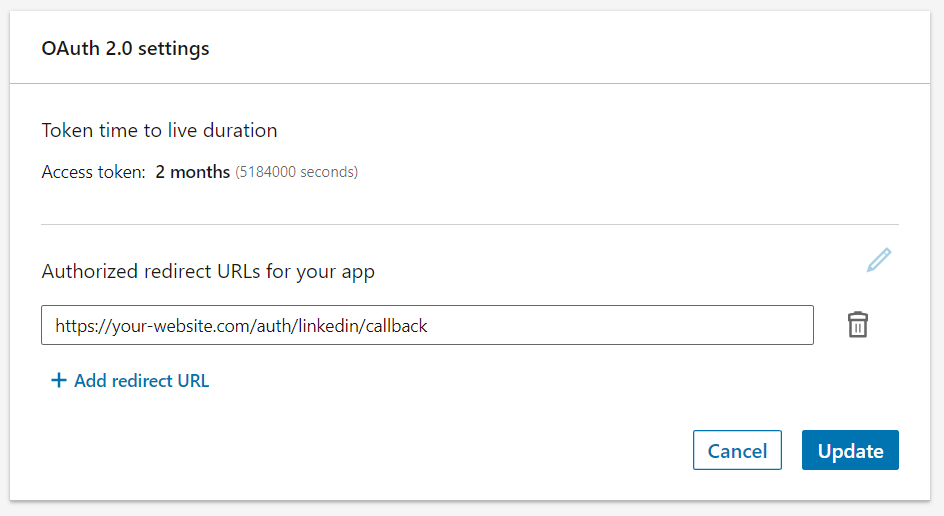 OAuth 2.0 settings
Token time to live duration
Access token: 2 months (5184000 seconds)
Authorized redirect URLs for your app
https://your-website.com/auth/linkedin/callback
+ Add redirect URL
Cancel Update